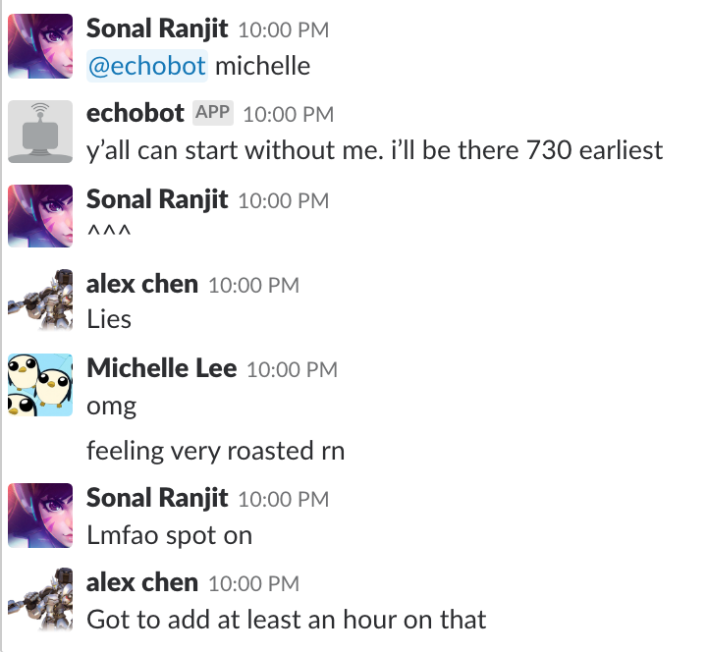 Sonal Ranjit 10:00 PM
@echobot michelle
echobot APP 10:00 PM
y’all can start without me. i’ll be there 730 earliest
Sonal Ranjit 10:00 PM
^^^
alex chen 10:00 PM
Lies
Michelle Lee 10:00 PM
omg
feeling very roasted rn
Sonal Ranjit 10:00 PM
Lmfao spot on
alex chen 10:00 PM
Got to add at least an hour on that